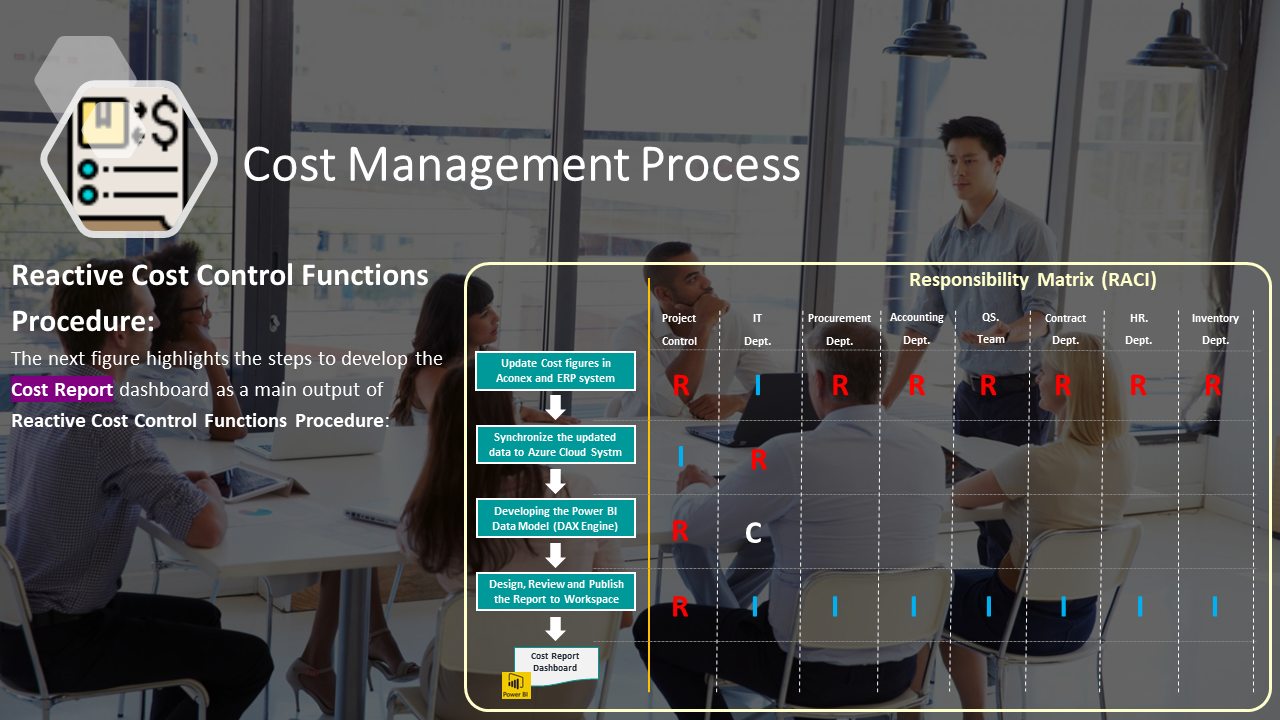 Cost Management Process
Reactive Cost Control Functions
Procedure:
The next figure highlights the steps to develop the
Cost Report dashboard as a main output of
Reactive Cost Control Functions Procedure:
Responsibility Matrix (RACI)
Project IT Procurement Accounting QS. Contract HR. Inventory
Control Dept. Dept. Dept. Team Dept. Dept. Dept.
Update Cost figures in
Aconex and ERP system
R I R R R R R R
Synchronize the updated
data to Azure Cloud Systm
I R
Developing the Power BI
Data Model (DAX Engine)
R C
Design, Review and Publish
the Report to Workspace
R I I I I I I I
Cost Report
Dashboard
Power BI